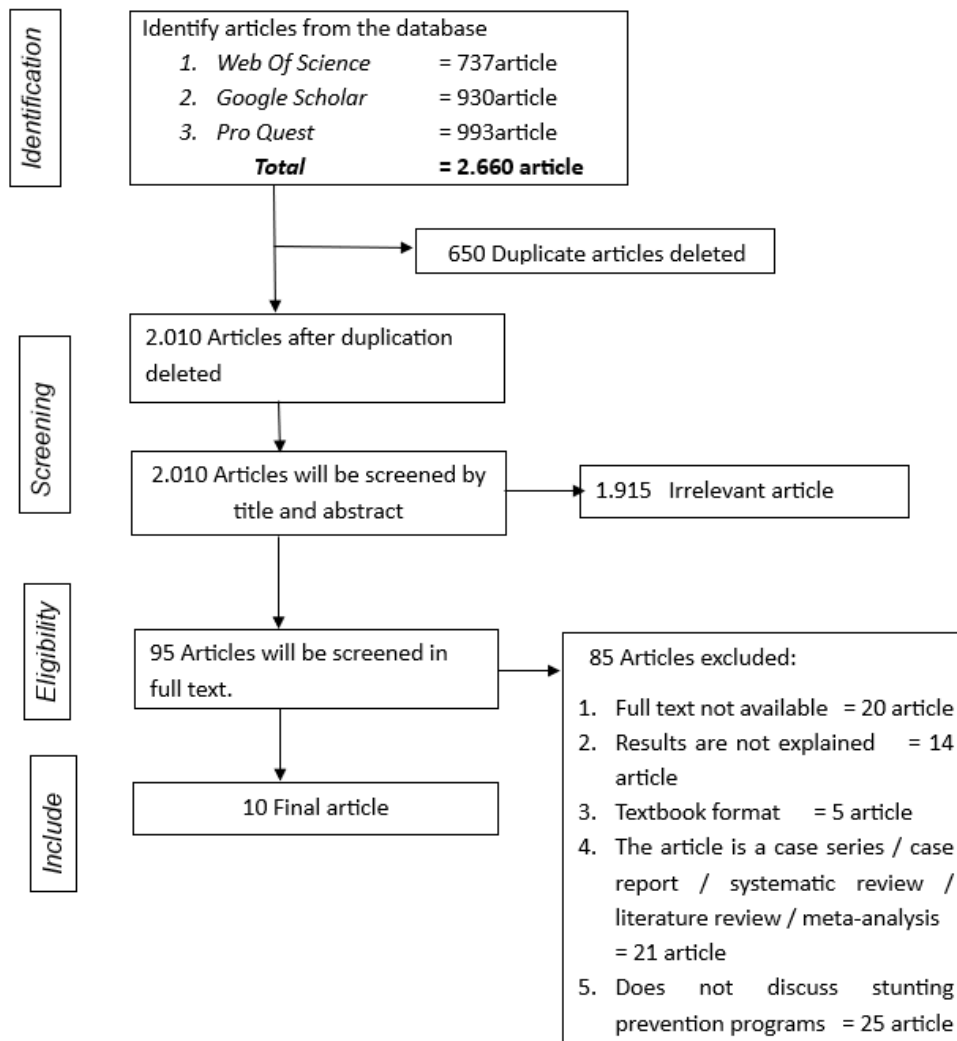 Identification
Identify articles from the database
1. Web Of Science = 737article
2. Google Scholar = 930article
3. Pro Quest = 993article
Total = 2.660 article
650 Duplicate articles deleted
Screening
2.010 Articles after duplication
deleted
2.010 Articles will be screened by
title and abstract
1.915 Irrelevant article
Eligibility
95 Articles will be screened in
full text.
85 Articles excluded:
1. Full text not available = 20 article
2. Results are not explained = 14
article
3. Textbook format = 5 article
4. The article is a case series / case
report / systematic review /
literature review / meta-analysis
= 21 article
5. Does not discuss stunting
prevention programs = 25 article
Include
10 Final article